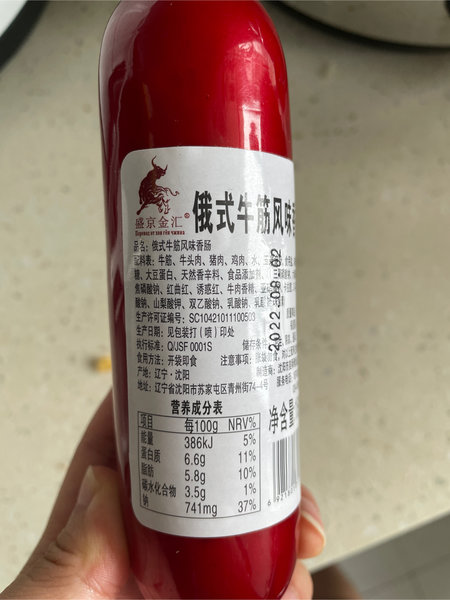 盛京金汇®
俄式牛筋风味
品名：俄式牛筋风味香肠
配料表：牛筋、牛头肉、猪肉、鸡肉、水、
糖、大豆蛋白、天然香辛料、食品添加剂
焦磷酸钠、红曲红、诱惑红、牛肉香精
酸钠、山梨酸钾、双乙酸钠、乳酸钠、
生产许可证编号：SC10421011100503
生产日期：见包装打（喷）印处
执行标准：Q/JSF 0001S 储存条件
食用方法：开袋即食 注意事项：
产地：辽宁·沈阳
地址：辽宁省沈阳市苏家屯区青州街74-4号
2022.09.02
营养成分表
项目 每100g NRV%
能量 386kJ 5%
蛋白质 6.6g 11%
脂肪 5.8g 10%
碳水化合物 3.5g 1%
钠 741mg 37%
净含量